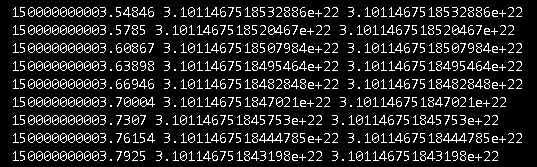 150000000003.54846 3.1011467518532886e+22 3.1011467518532886e+22
150000000003.5785 3.1011467518520467e+22 3.1011467518520467e+22
150000000003.60867 3.1011467518507984e+22 3.1011467518507984e+22
150000000003.63898 3.1011467518495464e+22 3.1011467518495464e+22
150000000003.66946 3.1011467518482848e+22 3.1011467518482848e+22
150000000003.70004 3.101146751847021e+22 3.101146751847021e+22
150000000003.7307 3.101146751845753e+22 3.101146751845753e+22
150000000003.76154 3.1011467518444785e+22 3.1011467518444785e+22
150000000003.7925 3.101146751843198e+22 3.101146751843198e+22